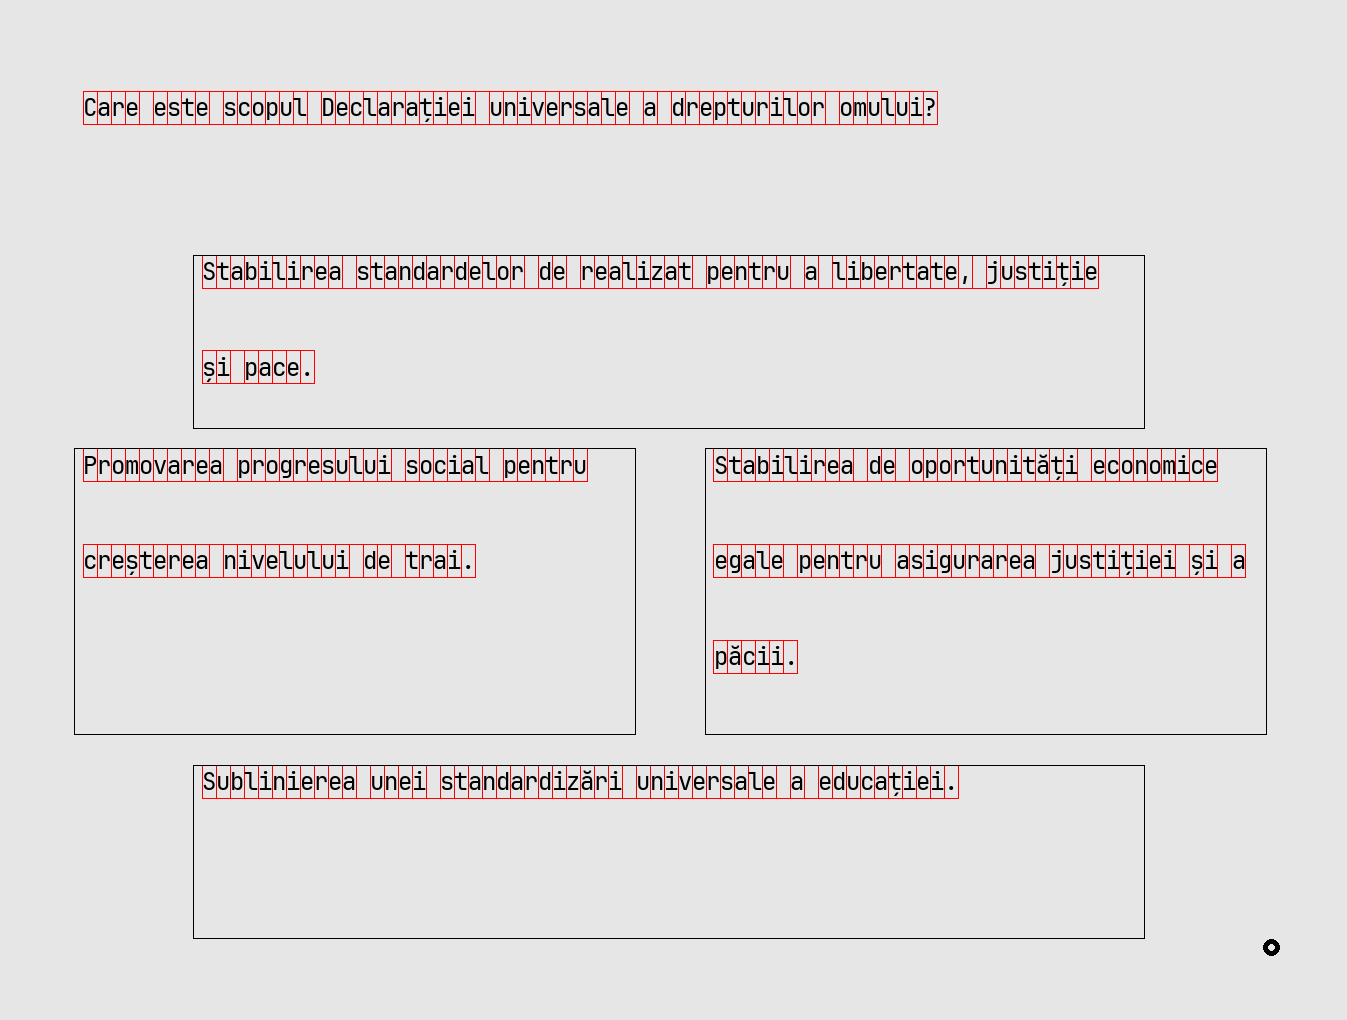 Care este scopul Declarației universale a drepturilor omului?
Stabilirea standardelor de realizat pentru a libertate, justiție
și pace.
Promovarea progresului social pentru
creșterea nivelului de trai.
Stabilirea de oportunități economice
egale pentru asigurarea justiției și a
păcii.
Sublinierea unei standardizări universale a educației.